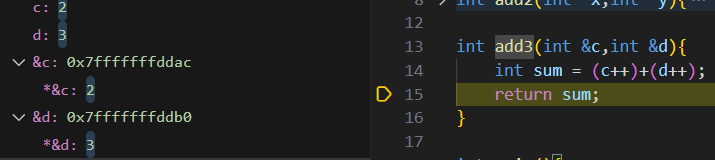 c: 2
d: 3
&c: 0x7fffffffddac
*&c: 2
&d: 0x7fffffffddb0
*&d: 3
12
13 int add3(int &c,int &d){
14 int sum = (c++)+(d++);
15 return sum;
16 }
17